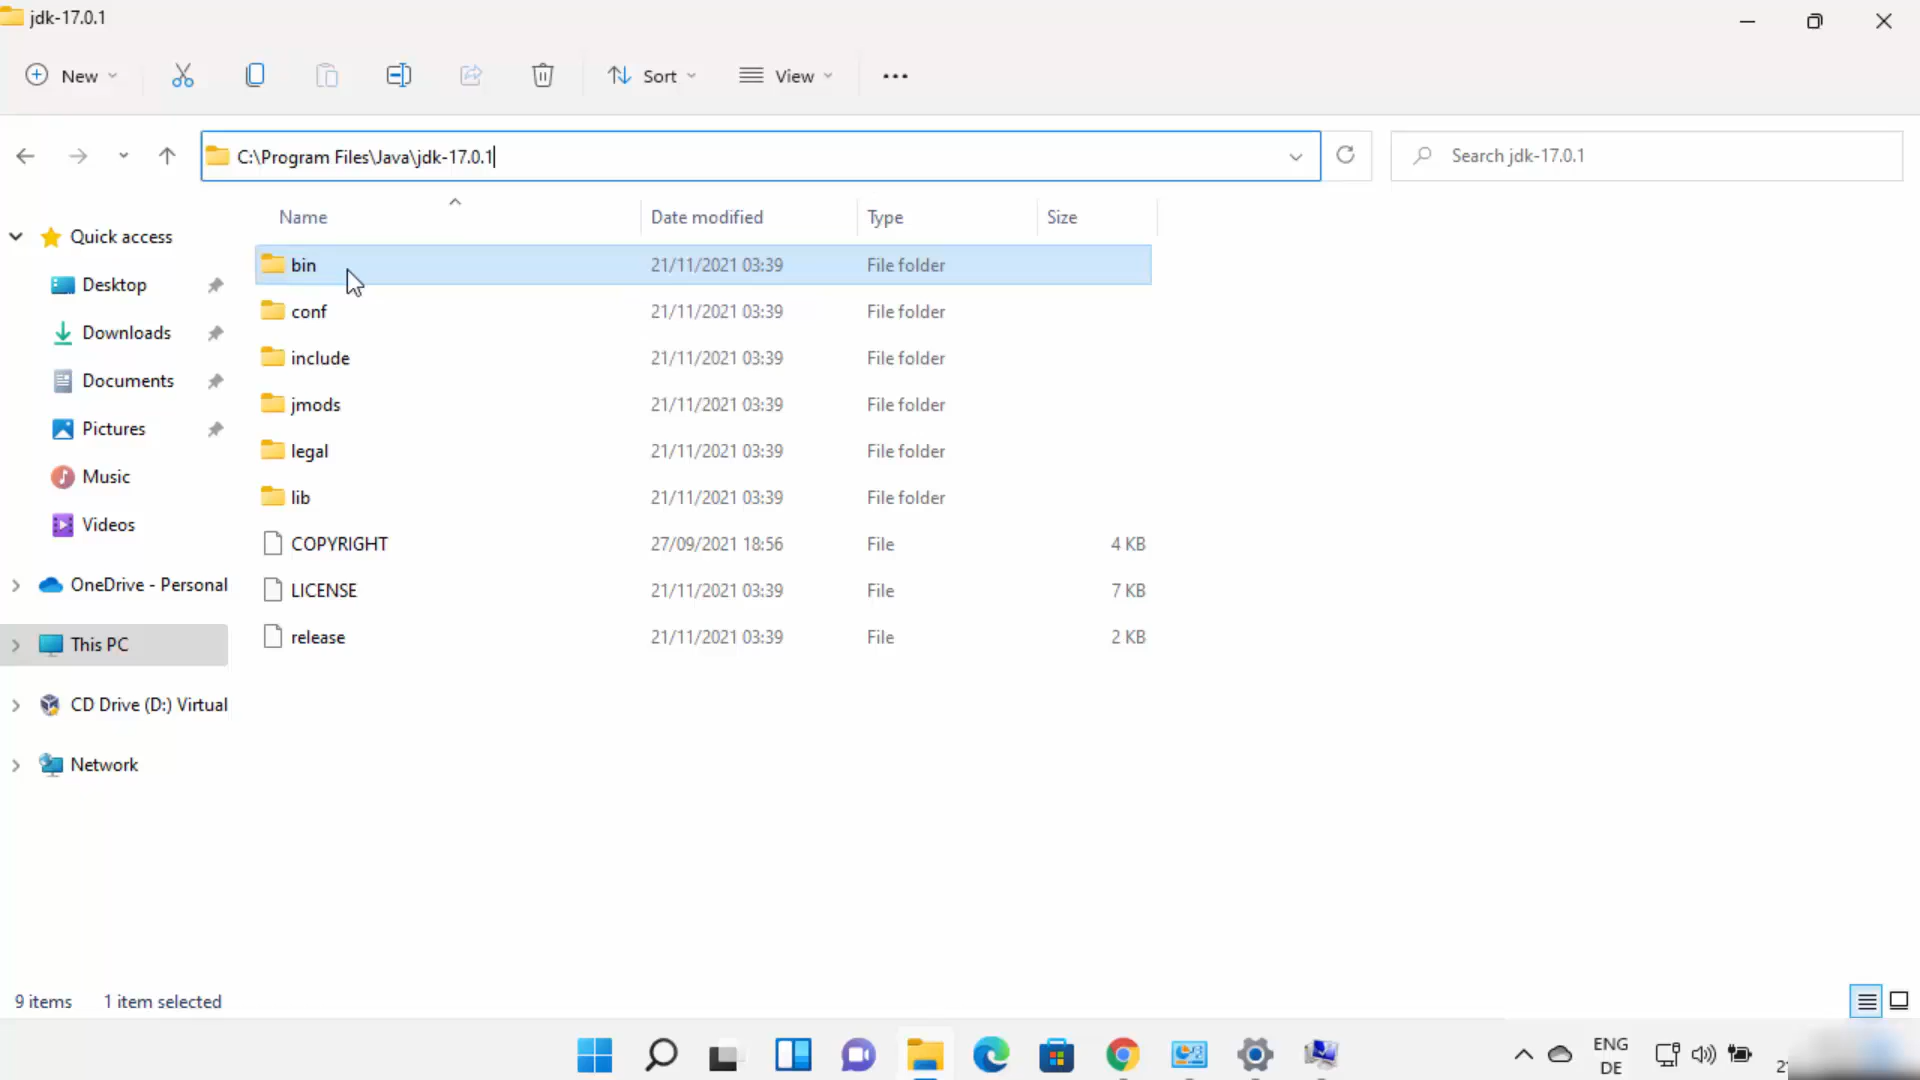 jdk-17.0.1
New Sort View
C:\Program Files\Java\jdk-17.0.1 Search jdk-17.0.1
Name Date modified Type Size
Quick access
Desktop
Downloads
Documents
Pictures
Music
Videos
OneDrive - Personal
This PC
CD Drive (D:) Virtual
Network
bin 21/11/2021 03:39 File folder
conf 21/11/2021 03:39 File folder
include 21/11/2021 03:39 File folder
jmods 21/11/2021 03:39 File folder
legal 21/11/2021 03:39 File folder
lib 21/11/2021 03:39 File folder
COPYRIGHT 27/09/2021 18:56 File 4 KB
LICENSE 21/11/2021 03:39 File 7 KB
release 21/11/2021 03:39 File 2 KB
9 items 1 item selected
ENG
DE